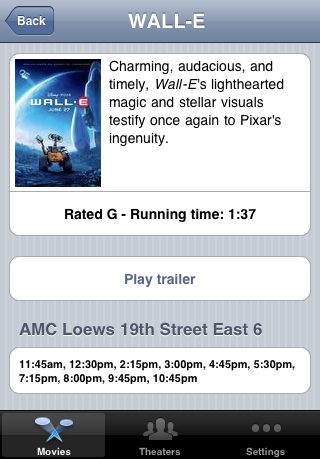 Back
WALL-E
Charming, audacious, and
timely, Wall-E's lighthearted
magic and stellar visuals
testify once again to Pixar's
ingenuity.
DISNEY PIXAR
WALL-E
JUNE 27
Rated G - Running time: 1:37
Play trailer
AMC Loews 19th Street East 6
11:45am, 12:30pm, 2:15pm, 3:00pm, 4:45pm, 5:30pm,
7:15pm, 8:00pm, 9:45pm, 10:45pm
Movies
Theaters
Settings